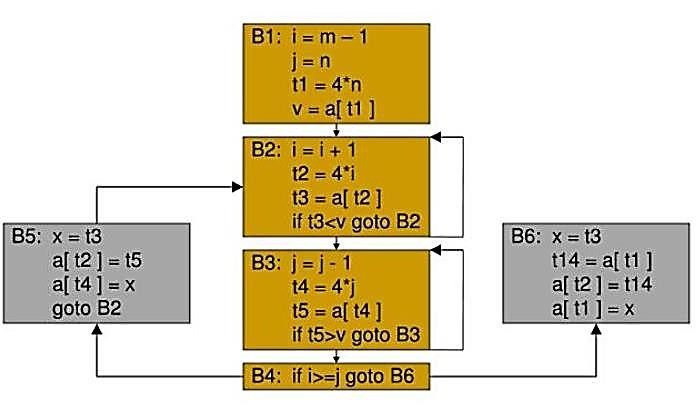 B1: i = m – 1
j = n
t1 = 4*n
v = a[ t1 ]
B2: i = i + 1
t2 = 4*i
t3 = a[ t2 ]
if t3<v goto B2
B5: x = t3
a[ t2 ] = t5
a[ t4 ] = x
goto B2
B3: j = j - 1
t4 = 4*j
t5 = a[ t4 ]
if t5>v goto B3
B6: x = t3
t14 = a[ t1 ]
a[ t2 ] = t14
a[ t1 ] = x
B4: if i>=j goto B6